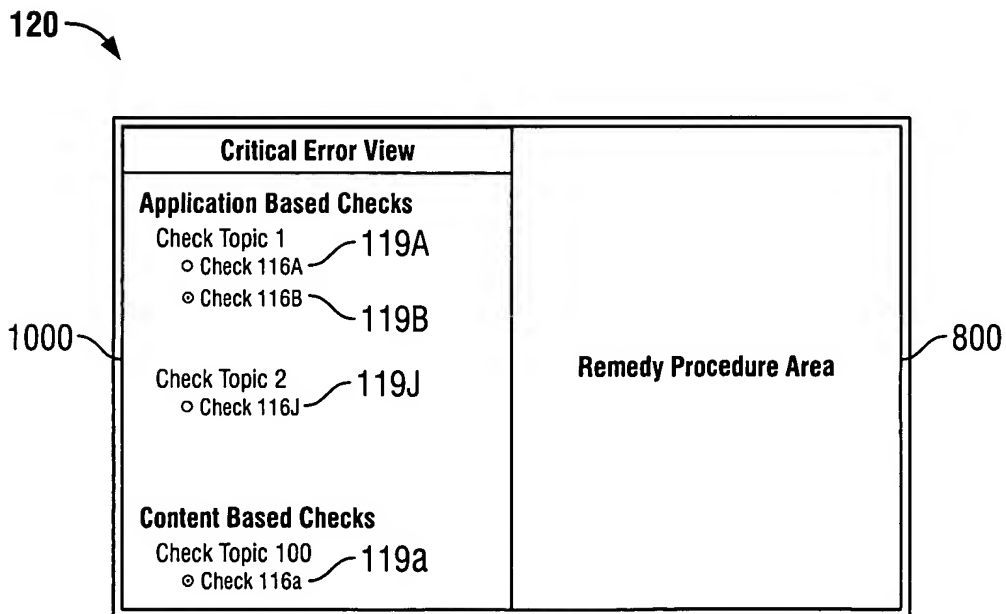 120
Critical Error View
Application Based Checks
Check Topic 1
Check 116A
119A
Check 116B
119B
1000
800
Remedy Procedure Area
Check Topic 2
119J
Check 116J
Content Based Checks
Check Topic 100
119a
Check 116a